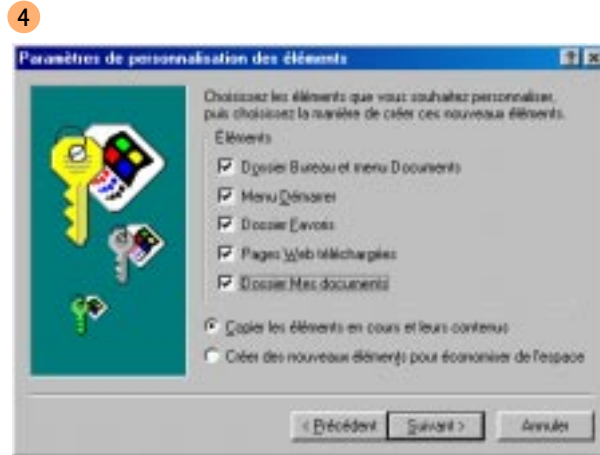 4
Paramètres de personnalisation des éléments
Choisissez les éléments que vous souhaitez personnaliser,
puis choisissez la manière de créer ces nouveaux éléments.
Éléments
Dossier Bureau et menu Documents
Menu Démarrer
Dossier Favoris
Pages Web téléchargées
Dossier Mes documents
Copier les éléments en cours et leurs contenus
Créer des nouveaux éléments pour économiser de l'espace
< Précédent Suivant > Annuler